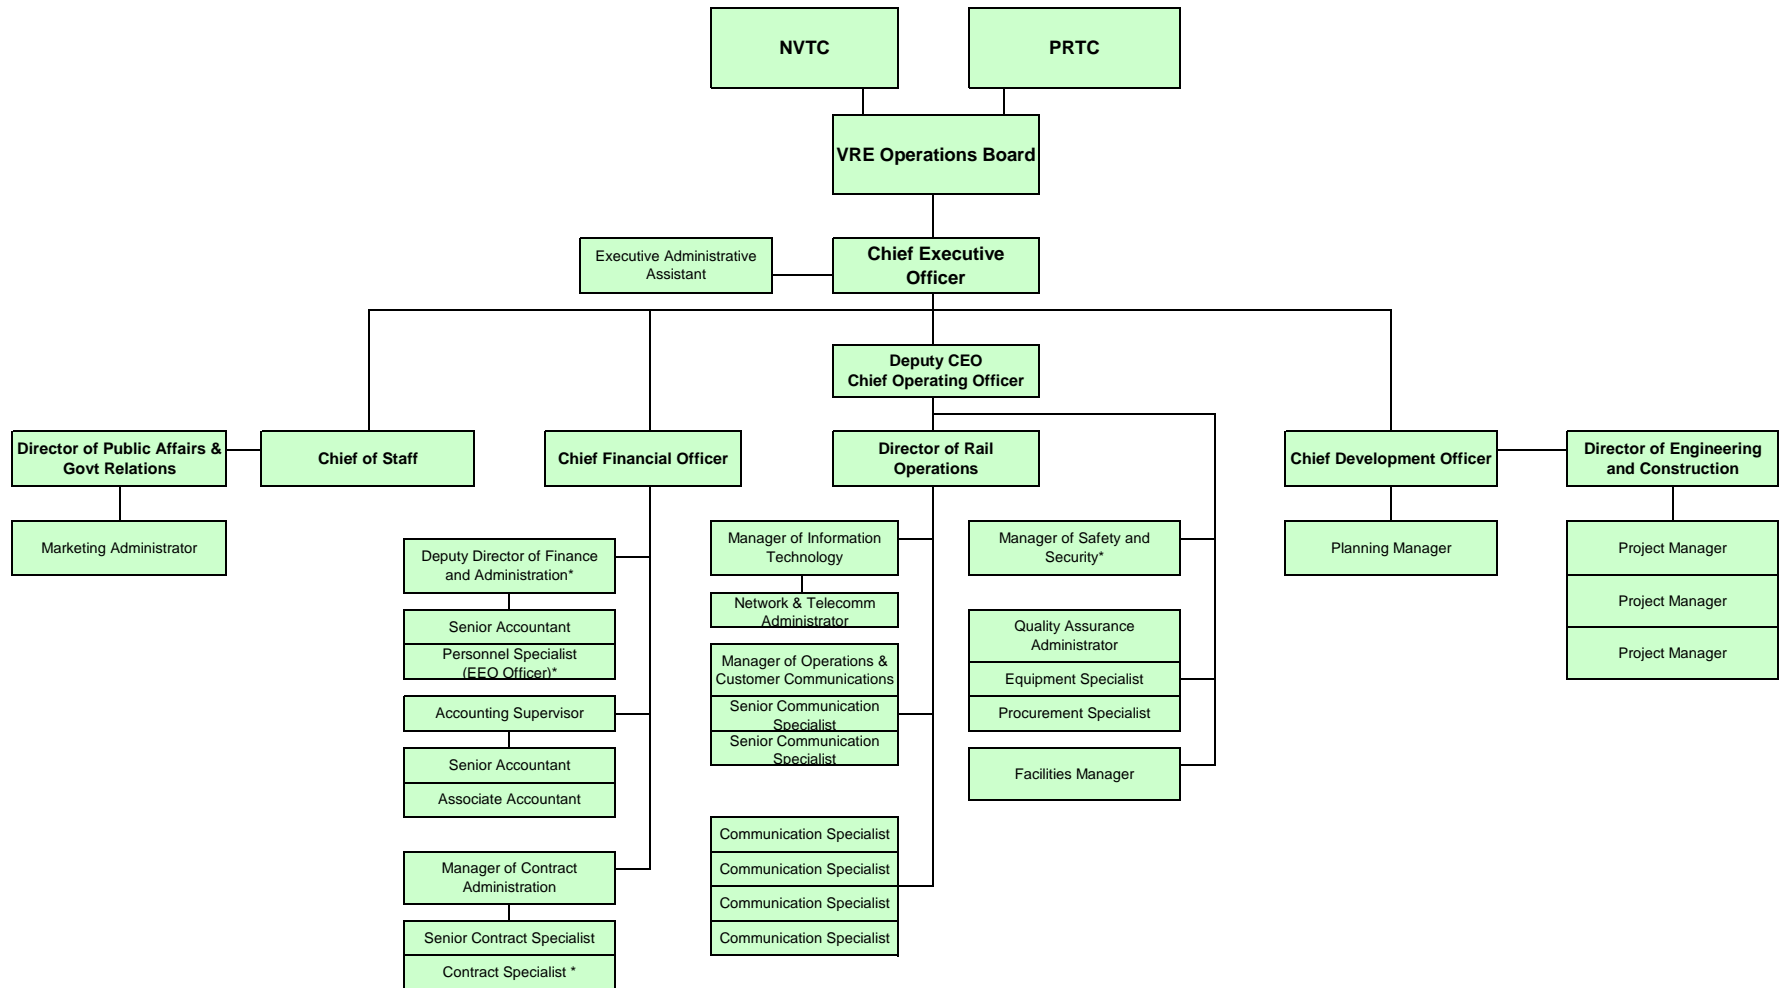 NVTC
PRTC
VRE Operations Board
Executive Administrative
Assistant
Chief Executive
Officer
Deputy CEO
Chief Operating Officer
Director of Public Affairs &
Govt Relations
Chief of Staff
Chief Financial Officer
Director of Rail
Operations
Chief Development Officer
Director of Engineering
and Construction
Marketing Administrator
Deputy Director of Finance
and Administration*
Senior Accountant
Personnel Specialist
(EEO Officer)*
Accounting Supervisor
Senior Accountant
Associate Accountant
Manager of Contract
Administration
Senior Contract Specialist
Contract Specialist *
Manager of Information
Technology
Network & Telecomm
Administrator
Manager of Operations &
Customer Communications
Senior Communication
Specialist
Senior Communication
Specialist
Communication Specialist
Communication Specialist
Communication Specialist
Communication Specialist
Manager of Safety and
Security*
Quality Assurance
Administrator
Equipment Specialist
Procurement Specialist
Facilities Manager
Planning Manager
Project Manager
Project Manager
Project Manager